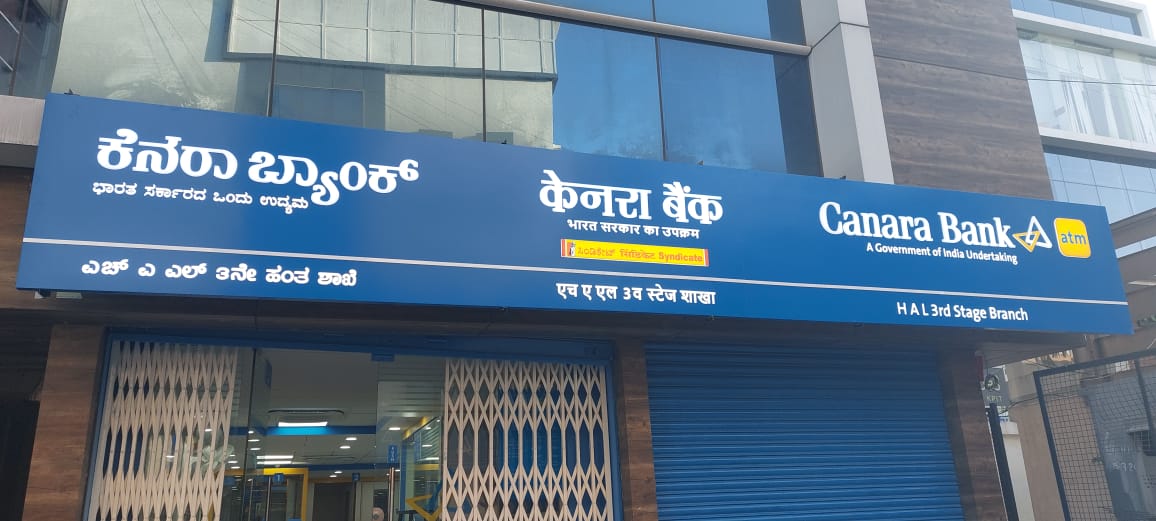 ಕೆನರಾ ಬ್ಯಾಂಕ್
ಭಾರತ ಸರ್ಕಾರದ ಒಂದು ಉದ್ಯಮ
ಎಚ್ ಎ ಎಲ್ 3ನೇ ಹಂತ ಶಾಖೆ
केनरा बैंक
भारत सरकार का उपक्रम
ಸಿಂಡಿಕೇಟ್ सिंडिकेट Syndicate
एच ए एल 3व स्टेज शाखा
Canara Bank
atm
A Government of India Undertaking
H A L 3rd Stage Branch
KPIT